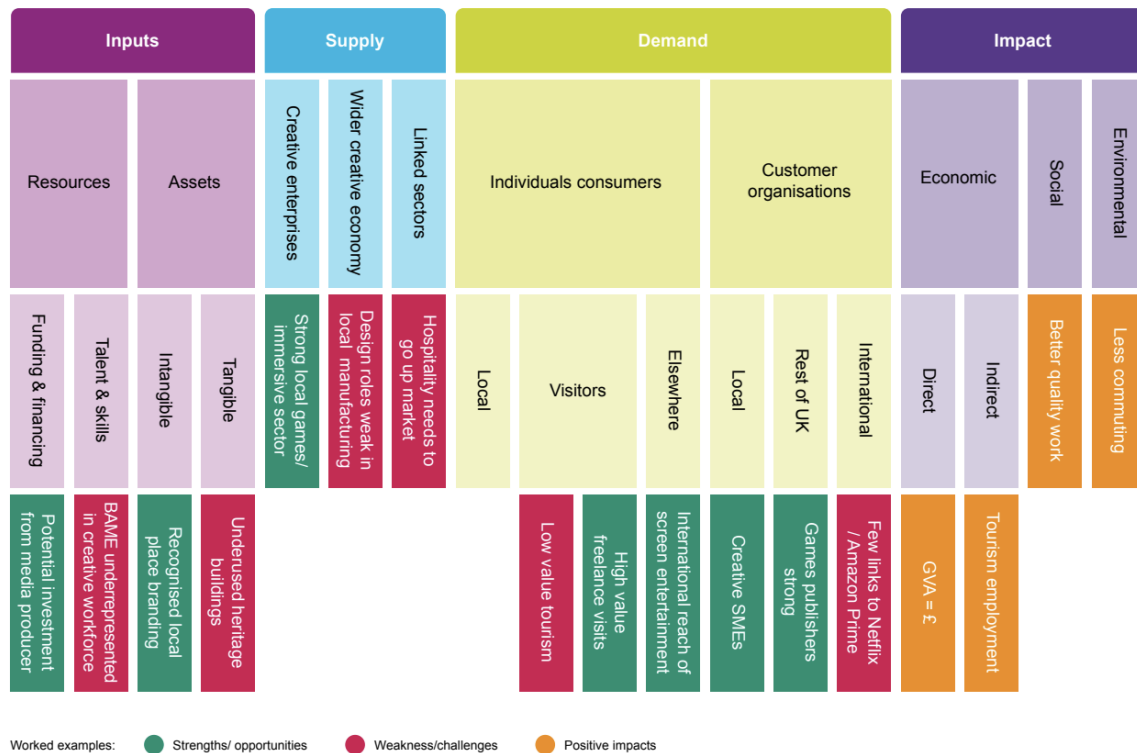 Inputs
Supply
Demand
Impact
Resources
Assets
Creative enterprises
Wider creative economy
Linked sectors
Individuals consumers
Customer
organisations
Economic
Social
Environmental
Funding & financing
Talent & skills
Intangible
Tangible
Strong local games/
immersive sector
Design roles weak in
local manufacturing
Hospitality needs to
go up market
Local
Visitors
Elsewhere
Local
Rest of UK
International
Direct
Indirect
Better quality work
Less commuting
Potential investment
from media producer
BAME underrepresented
in creative workforce
Recognised local
place branding
Underused heritage
buildings
Low value tourism
High value
freelance visits
International reach of
screen entertainment
Creative SMEs
Games publishers
strong
Few links to Netflix
/ Amazon Prime
GVA = £
Tourism employment
Worked examples:
Strengths/ opportunities
Weakness/challenges
Positive impacts